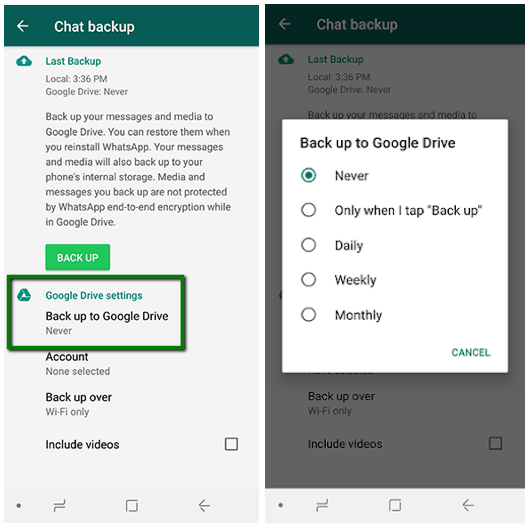 Chat backup
Last Backup
Local: 3:36 PM
Google Drive: Never
Back up your messages and media to
Google Drive. You can restore them when
you reinstall WhatsApp. Your messages
and media will also back up to your
phone's internal storage. Media and
messages you back up are not protected
by WhatsApp end-to-end encryption while
in Google Drive.
BACK UP
Google Drive settings
Back up to Google Drive
Never
Account
None selected
Back up over
Wi-Fi only
Include videos
Chat backup
Last Backup
Local: 3:36 PM
Google Drive: Never
Back up your messages and media to
Back up to Google Drive
Never
Only when I tap "Back up"
Daily
Weekly
Monthly
CANCEL
None selected
Back up over
Wi-Fi only
Include videos